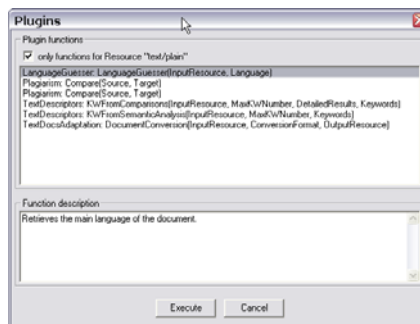 Plugins
Plugin functions
only functions for Resource "text/plain"
LanguageGuesser: LanguageGuesser(InputResource, Language)
Plagiarism: Compare(Source, Target)
Plagiarism: Compare(Source, Target)
TextDescriptors: KWFromComparisons(InputResource, MaxKWNumber, DetailedResults, Keywords)
TextDescriptors: KWFromSemanticAnalysis(InputResource, MaxKWNumber, Keywords)
TextDocsAdaptation: DocumentConversion(InputResource, ConversionFormat, OutputResource)
Function description
Retrieves the main language of the document.
Execute Cancel